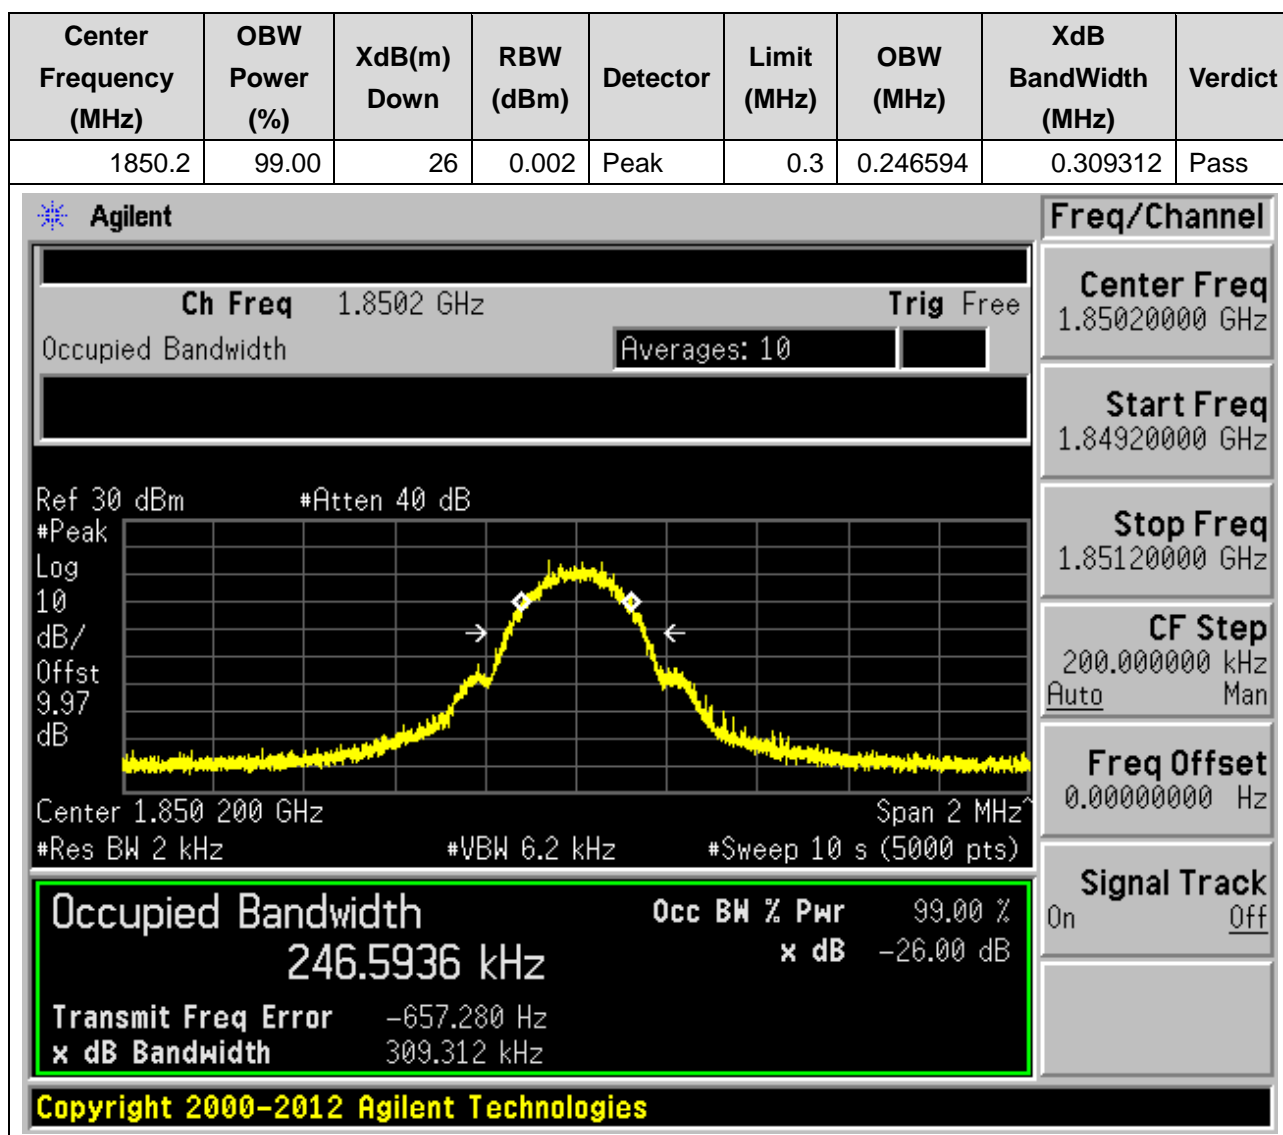 Center Frequency (MHz) OBW Power (%) XdB(m) Down RBW (dBm) Detector Limit (MHz) OBW (MHz) XdB BandWidth (MHz) Verdict
1850.2 99.00 26 0.002 Peak 0.3 0.246594 0.309312 Pass
Agilent
Freq/Channel
Ch Freq 1.8502 GHz Trig Free
Occupied Bandwidth Averages: 10
Center Freq
1.85020000 GHz
Start Freq
1.84920000 GHz
Stop Freq
1.85120000 GHz
CF Step
200.000000 kHz
Auto Man
Freq Offset
0.00000000 Hz
Signal Track
On Off
Ref 30 dBm #Atten 40 dB
#Peak
Log
10
dB/
Offst
9.97
dB
Center 1.850 200 GHz Span 2 MHz^
#Res BW 2 kHz #VBW 6.2 kHz #Sweep 10 s (5000 pts)
Occupied Bandwidth Occ BW % Pwr 99.00 %
246.5936 kHz x dB -26.00 dB
Transmit Freq Error -657.280 Hz
x dB Bandwidth 309.312 kHz
Copyright 2000-2012 Agilent Technologies